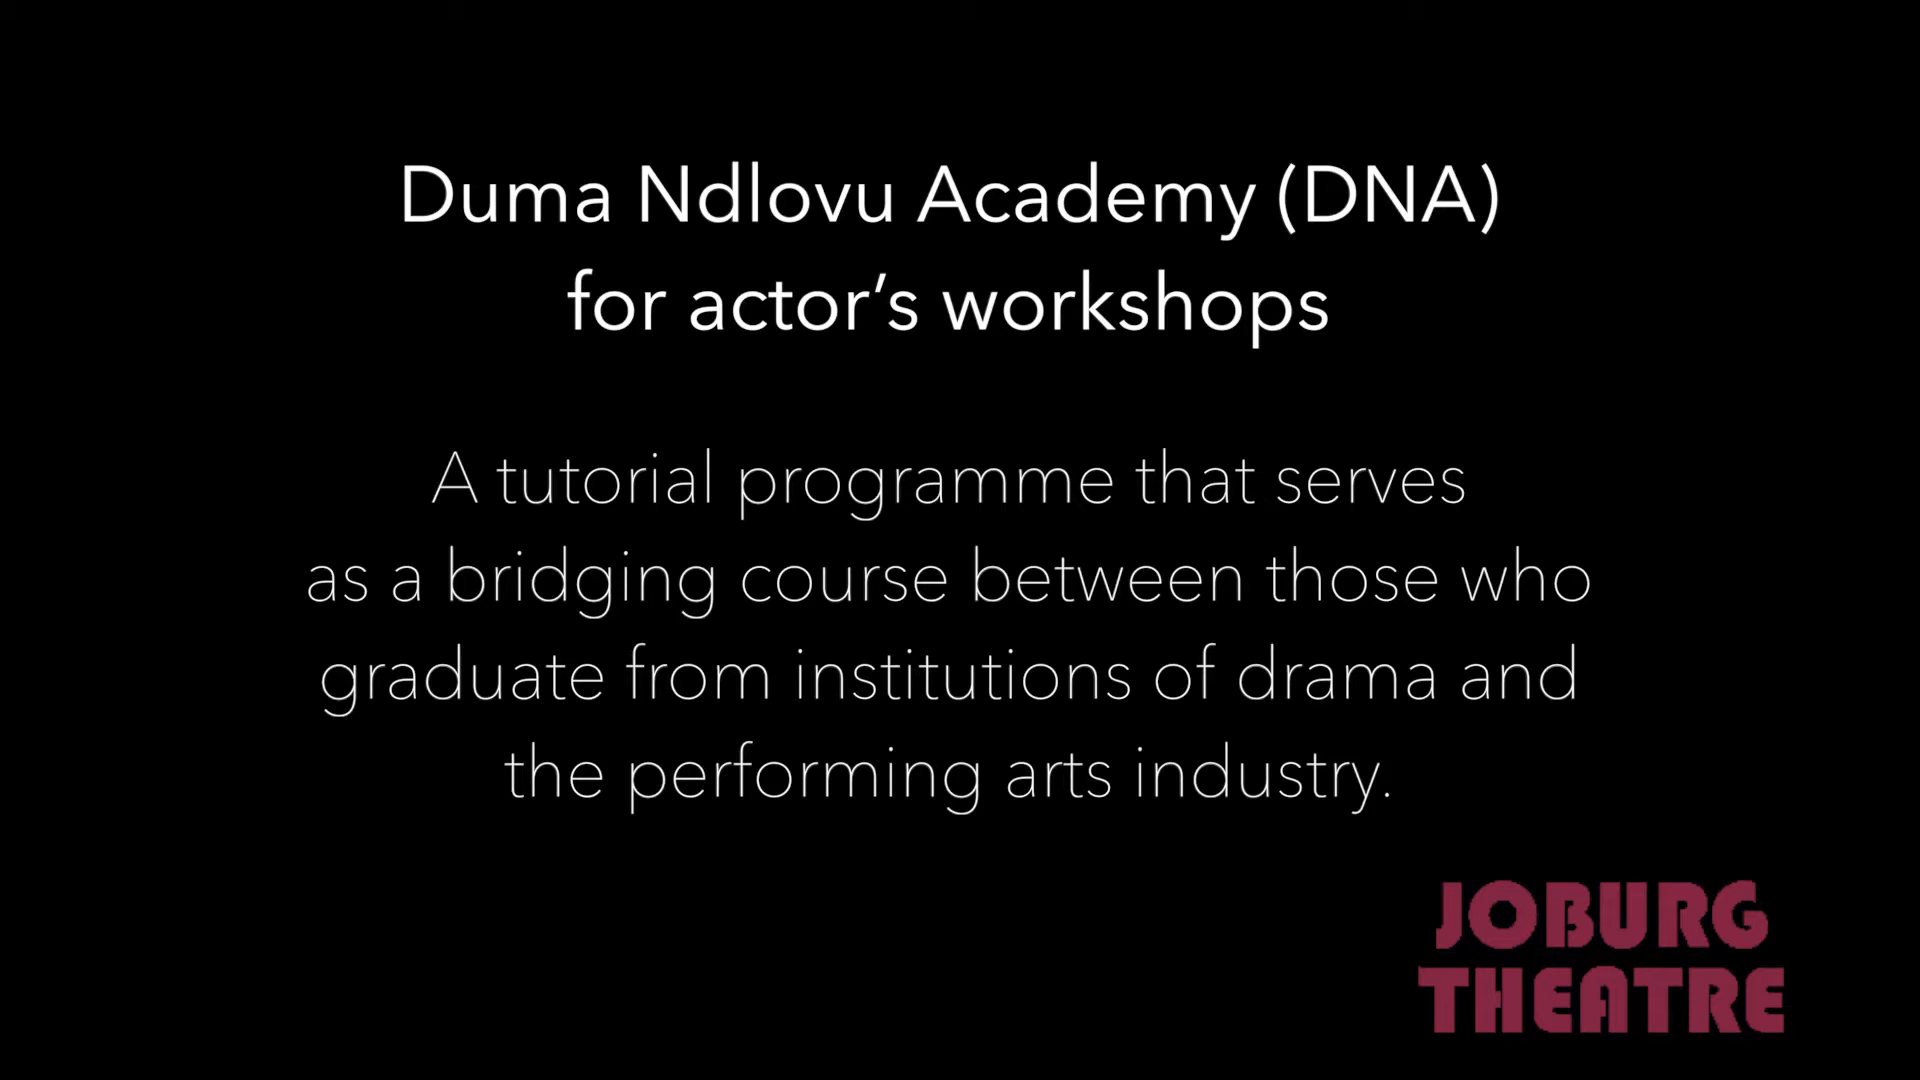 Duma Ndlovu Academy (DNA)
for actor’s workshops
A tutorial programme that serves
as a bridging course between those who
graduate from institutions of drama and
the performing arts industry.
JOBURG
THEATRE